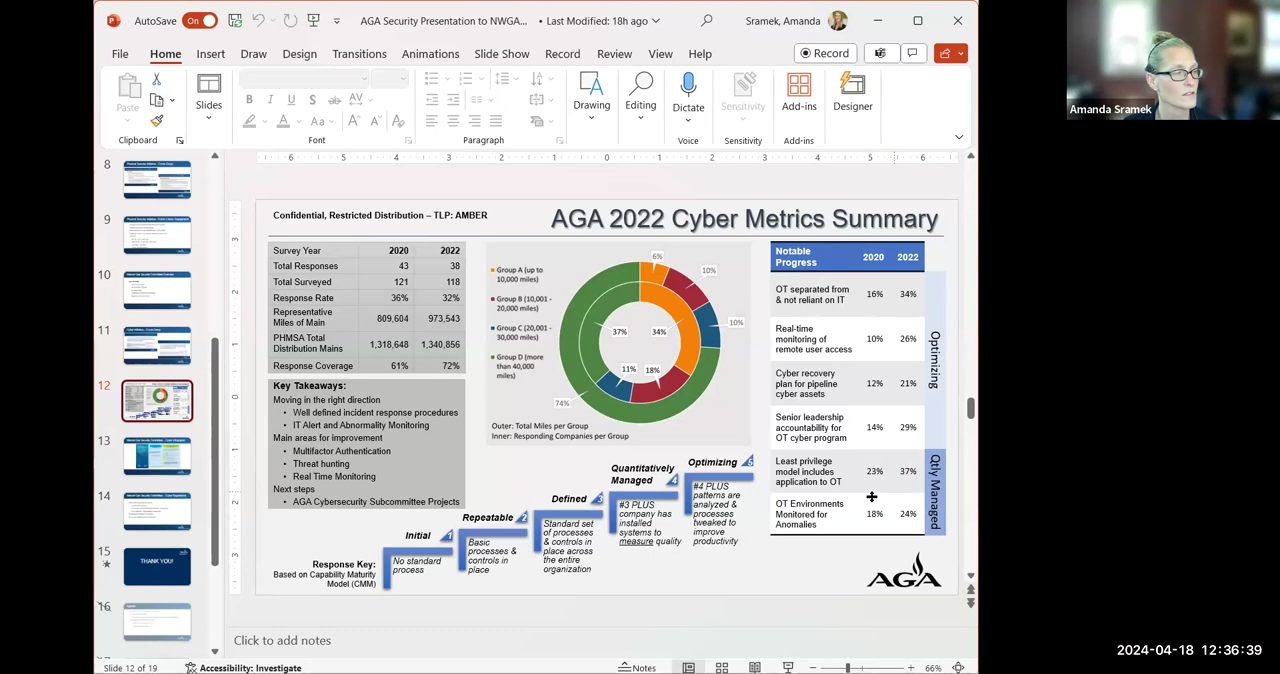 AutoSave On AGA Security Presentation to NWGA... • Last Modified: 18h ago Sramek, Amanda
File Home Insert Draw Design Transitions Animations Slide Show Record Review View Help Record
Paste
Slides
Drawing Editing Dictate Sensitivity Add-ins Designer
Clipboard Font Paragraph Voice Sensitivity Add-ins
Amanda Sramek
8
9
10
11
12
13
14
15
THANK YOU!
16
Confidential, Restricted Distribution – TLP: AMBER
AGA 2022 Cyber Metrics Summary
Survey Year 2020 2022
Total Responses 43 38
Total Surveyed 121 118
Response Rate 36% 32%
Representative
Miles of Main 809,604 973,543
PHMSA Total
Distribution Mains 1,318,648 1,340,856
Response Coverage 61% 72%
Key Takeaways:
Moving in the right direction
• Well defined incident response procedures
• IT Alert and Abnormality Monitoring
Main areas for improvement
• Multifactor Authentication
• Threat hunting
• Real Time Monitoring
Next steps
• AGA Cybersecurity Subcommittee Projects
Group A (up to
10,000 miles)
Group B (10,001 -
20,000 miles)
Group C (20,001 -
30,000 miles)
Group D (more
than 40,000
miles)
6%
10%
10%
74%
37%
34%
11%
18%
Outer: Total Miles per Group
Inner: Responding Companies per Group
Notable
Progress 2020 2022
OT separated from
& not reliant on IT 16% 34%
Real-time
monitoring of
remote user access 10% 26%
Cyber recovery
plan for pipeline
cyber assets 12% 21%
Senior leadership
accountability for
OT cyber program 14% 29%
Least privilege
model includes
application to OT 23% 37%
OT Environments
Monitored for
Anomalies 18% 24%
Optimizing
Qtly Managed
Response Key:
Based on Capability Maturity
Model (CMM)
Initial 1
No standard
process
Repeatable 2
Basic
processes &
controls in
place
Defined 3
Standard set
of processes
& controls in
place across
the entire
organization
Quantitatively
Managed 4
#3 PLUS
company has
installed
systems to
measure quality
Optimizing 5
#4 PLUS
patterns are
analyzed &
processes
tweaked to
improve
productivity
AGA
Click to add notes
Slide 12 of 19 Accessibility: Investigate Notes 66%
2024-04-18 12:36:39